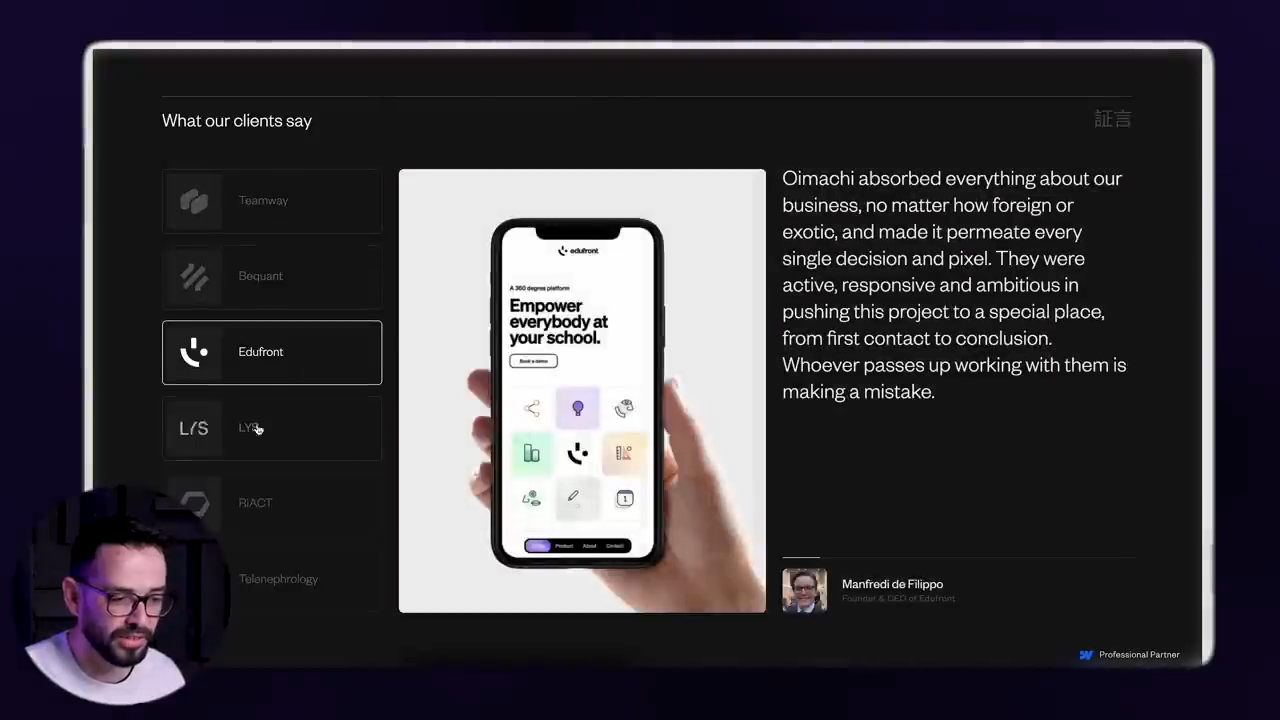 What our clients say
証言
Teamway
Bequant
Edufront
L/S
LYS
RIACT
Telenephrology
edufront
A 360 degree platform
Empower
everybody at
your school.
Book a demo
1
Product
About
Contact
Oimachi absorbed everything about our
business, no matter how foreign or
exotic, and made it permeate every
single decision and pixel. They were
active, responsive and ambitious in
pushing this project to a special place,
from first contact to conclusion.
Whoever passes up working with them is
making a mistake.
Manfredi de Filippo
Founder & CEO of Edufront
Professional Partner